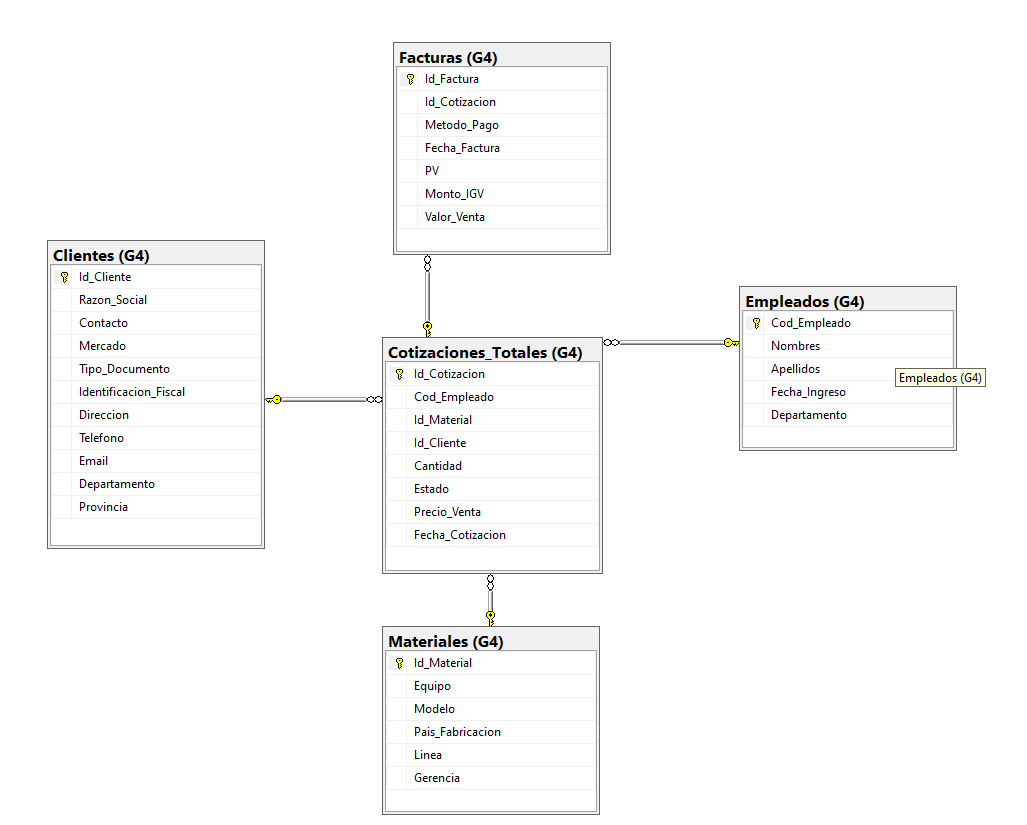 Facturas (G4)
Id_Factura
Id_Cotizacion
Metodo_Pago
Fecha_Factura
PV
Monto_IGV
Valor_Venta
Clientes (G4)
Id_Cliente
Razon_Social
Contacto
Mercado
Tipo_Documento
Identificacion_Fiscal
Direccion
Telefono
Email
Departamento
Provincia
Cotizaciones_Totales (G4)
Id_Cotizacion
Cod_Empleado
Id_Material
Id_Cliente
Cantidad
Estado
Precio_Venta
Fecha_Cotizacion
Empleados (G4)
Cod_Empleado
Nombres
Apellidos
Fecha_Ingreso
Departamento
Empleados (G4)
Materiales (G4)
Id_Material
Equipo
Modelo
Pais_Fabricacion
Linea
Gerencia